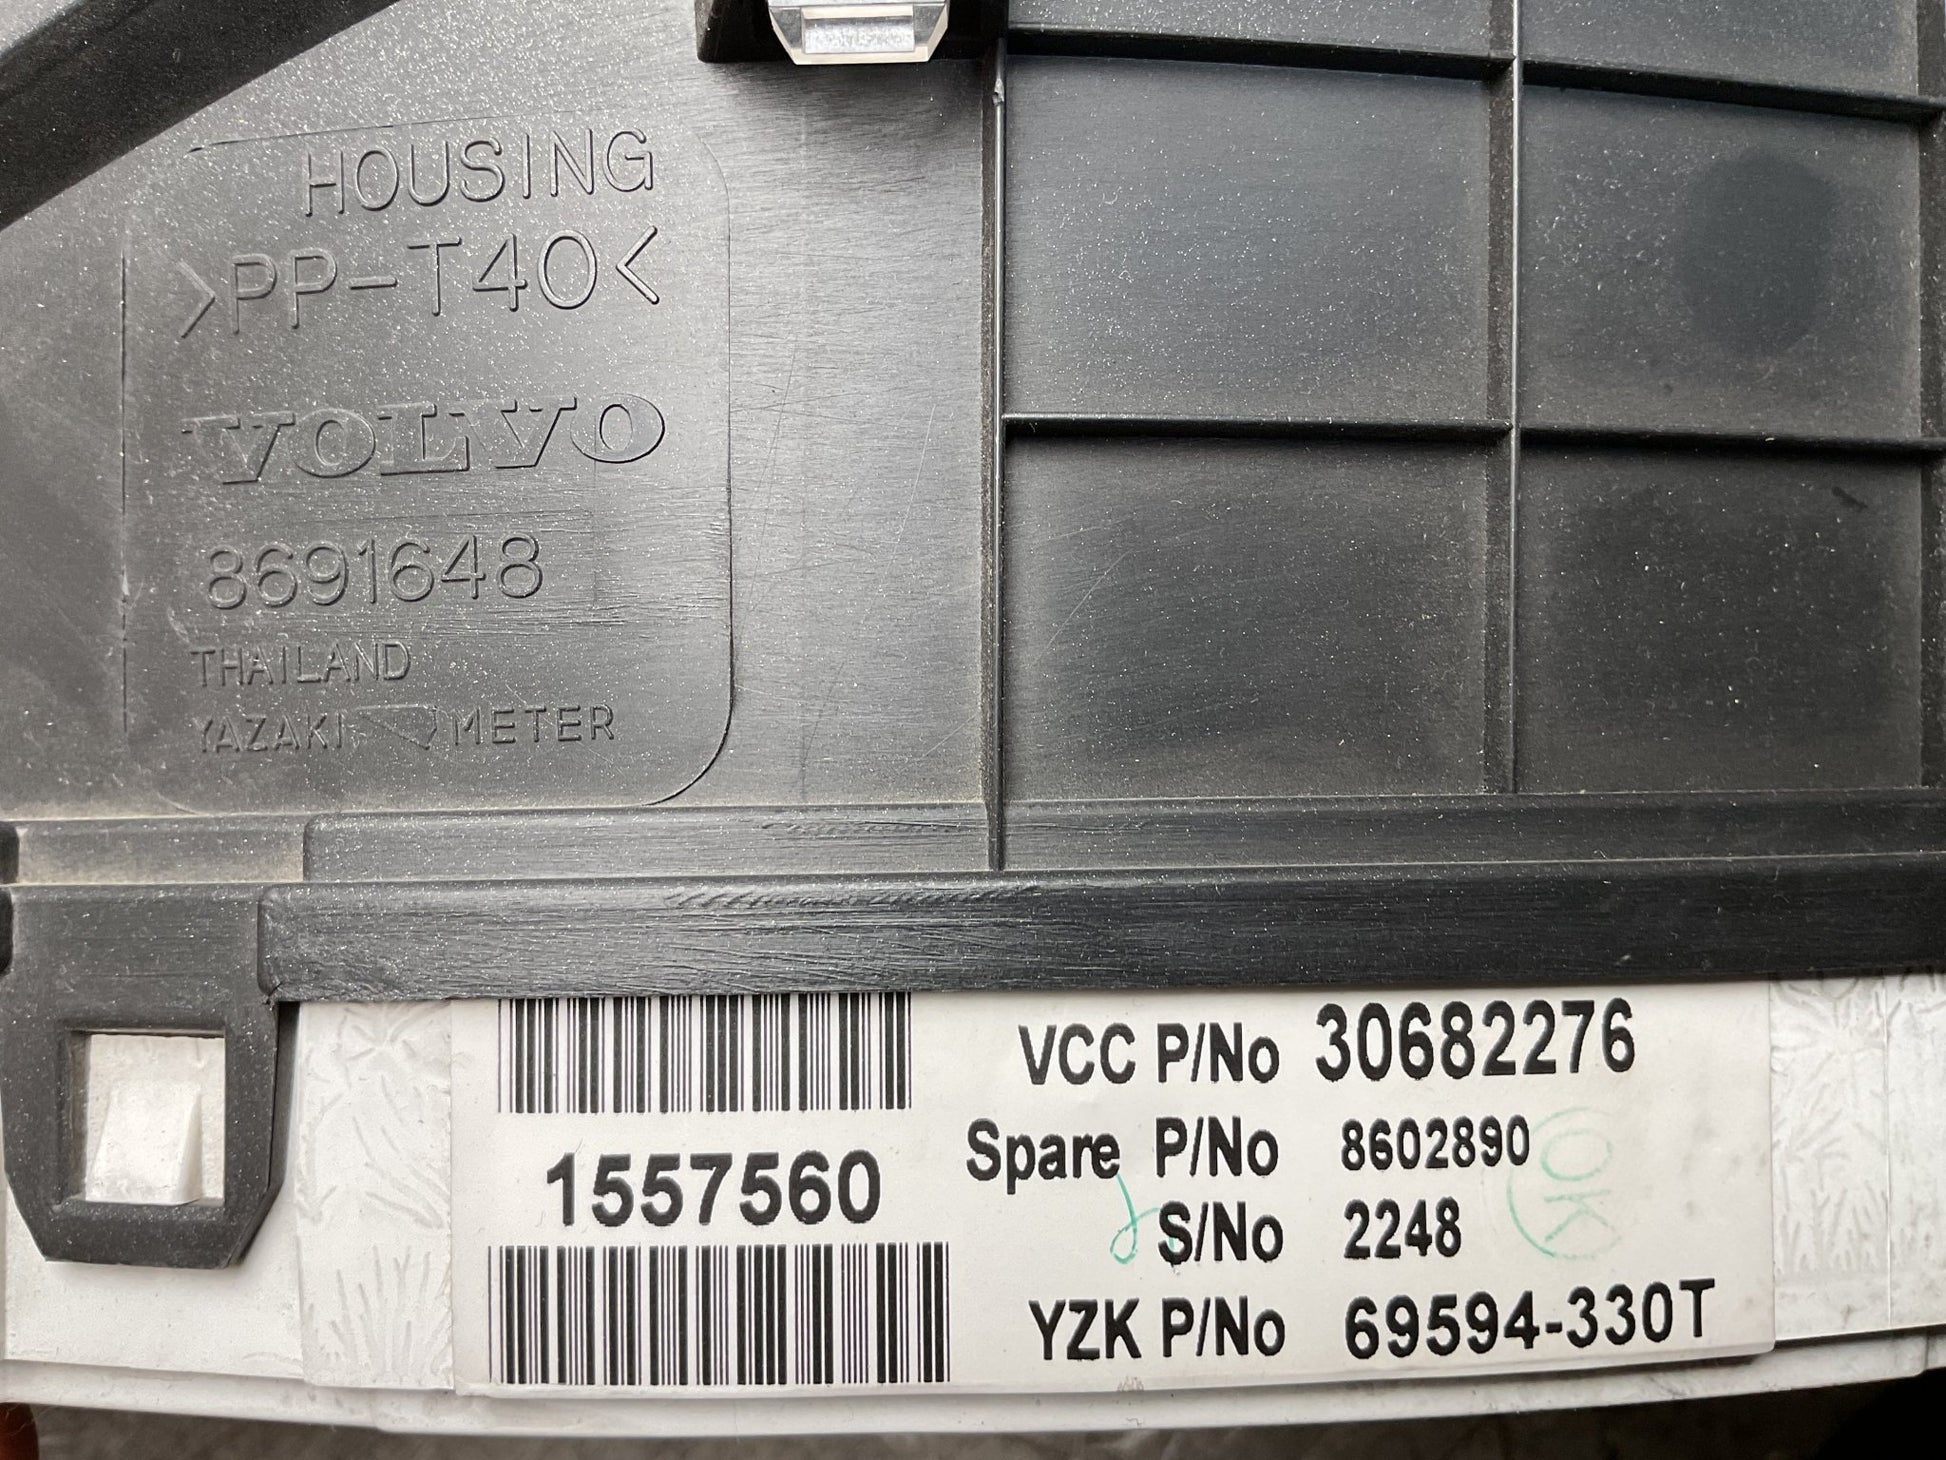 HOUSING
>PP-T40<
VOLVO
8691648
THAILAND
YAZAKI METER
1557560
VCC P/No 30682276
Spare P/No 8602890
S/No 2248
YZK P/No 69594-330T
OK